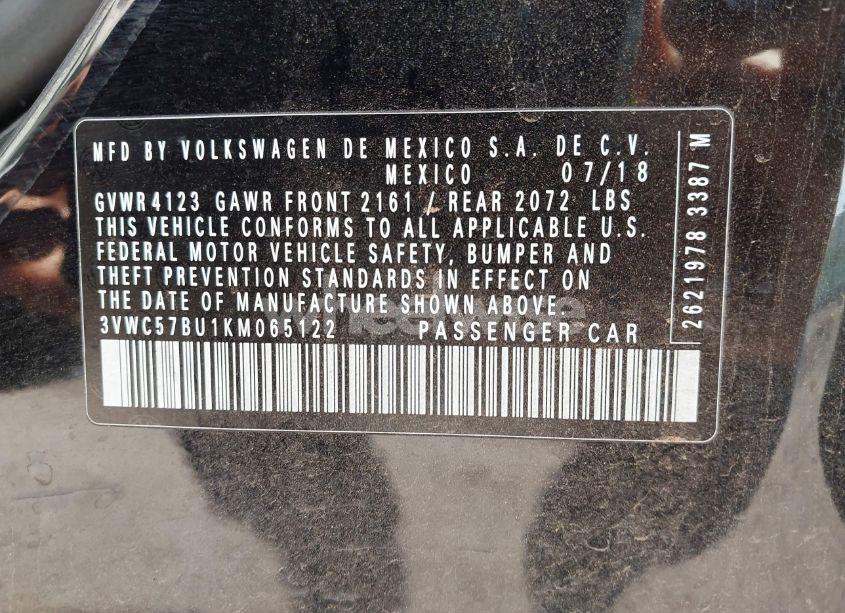 MFD BY VOLKSWAGEN DE MEXICO S.A. DE C.V.
MEXICO 07/18
GVWR 4123 GAWR FRONT 2161 / REAR 2072 LBS
THIS VEHICLE CONFORMS TO ALL APPLICABLE U.S.
FEDERAL MOTOR VEHICLE SAFETY, BUMPER AND
THEFT PREVENTION STANDARDS IN EFFECT ON
THE DATE OF MANUFACTURE SHOWN ABOVE.
3VWC57BU1KM065122 PASSENGER CAR
2621978 3387 M